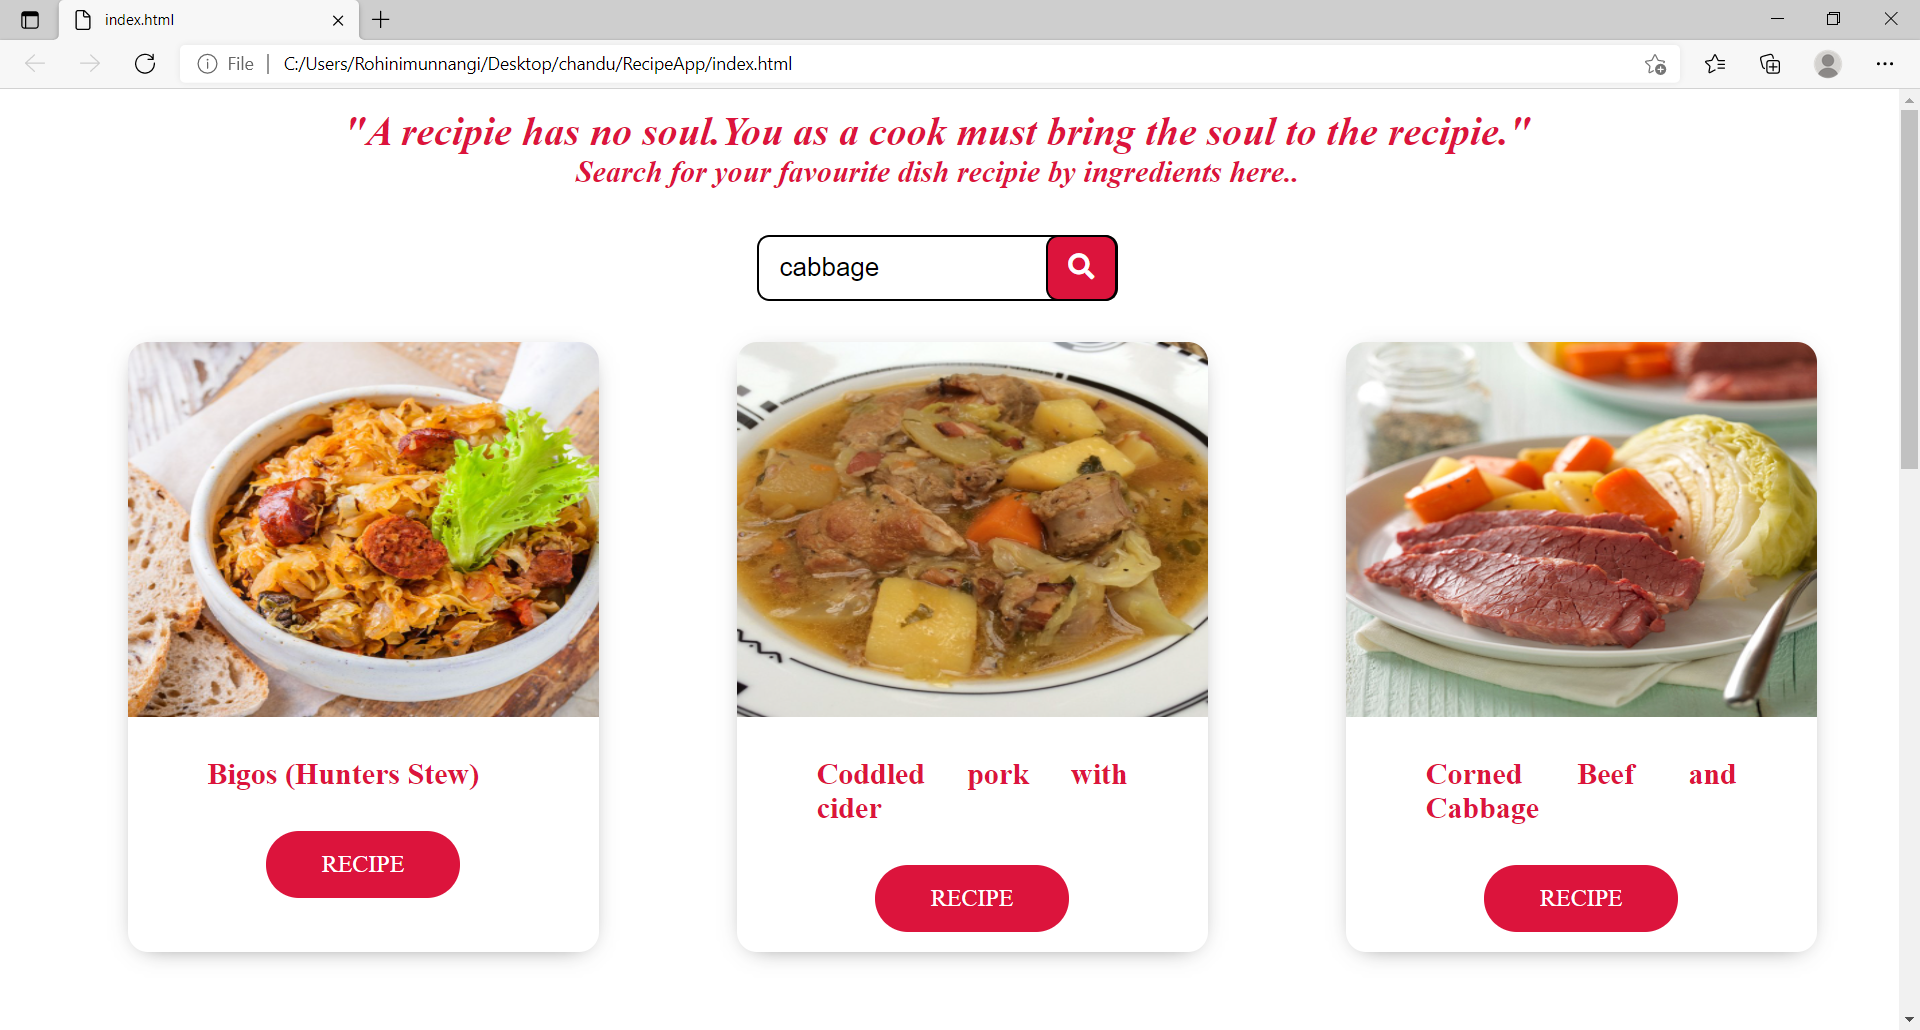 index.html
File C:/Users/Rohinimunnangi/Desktop/chandu/RecipeApp/index.html
"A recipie has no soul.You as a cook must bring the soul to the recipie."
Search for your favourite dish recipie by ingredients here..
cabbage
Bigos (Hunters Stew)
RECIPE
Coddled pork with
cider
RECIPE
Corned Beef and
Cabbage
RECIPE